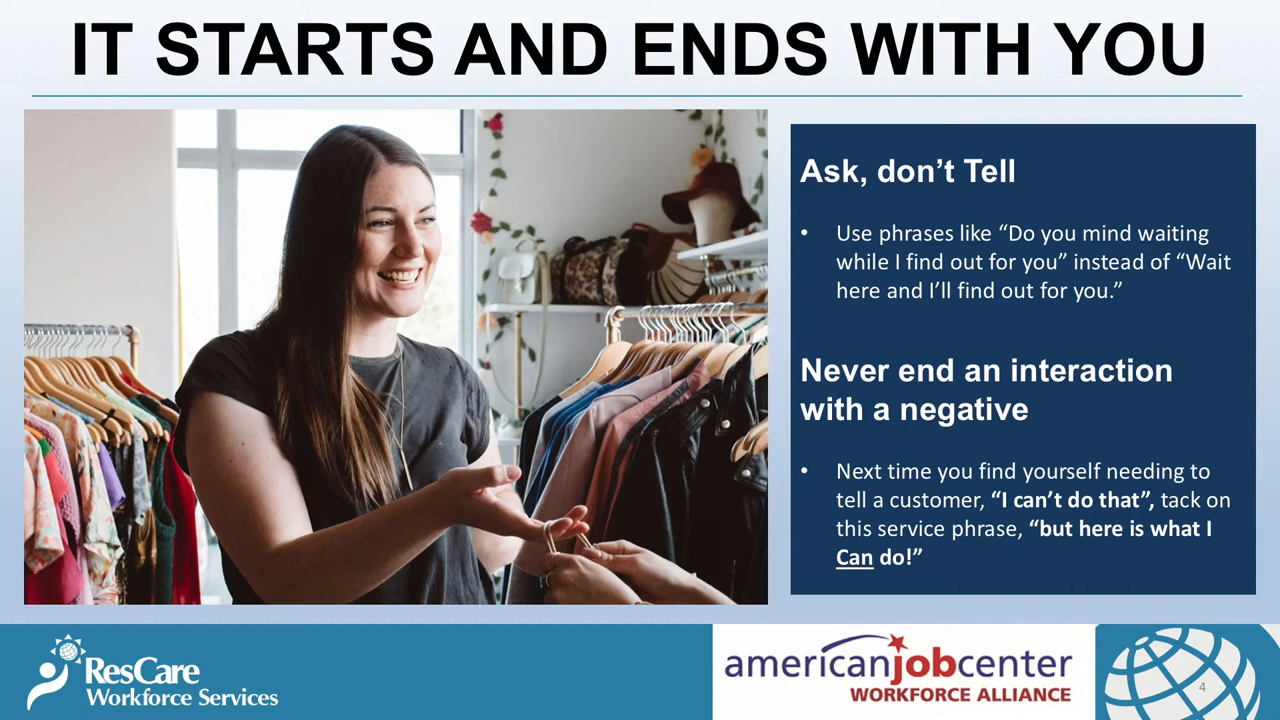 IT STARTS AND ENDS WITH YOU
Ask, don’t Tell
• Use phrases like “Do you mind waiting
while I find out for you” instead of “Wait
here and I’ll find out for you.”
Never end an interaction
with a negative
• Next time you find yourself needing to
tell a customer, “I can’t do that”, tack on
this service phrase, “but here is what I
Can do!”
ResCare
Workforce Services
americanjobcenter
WORKFORCE ALLIANCE
4